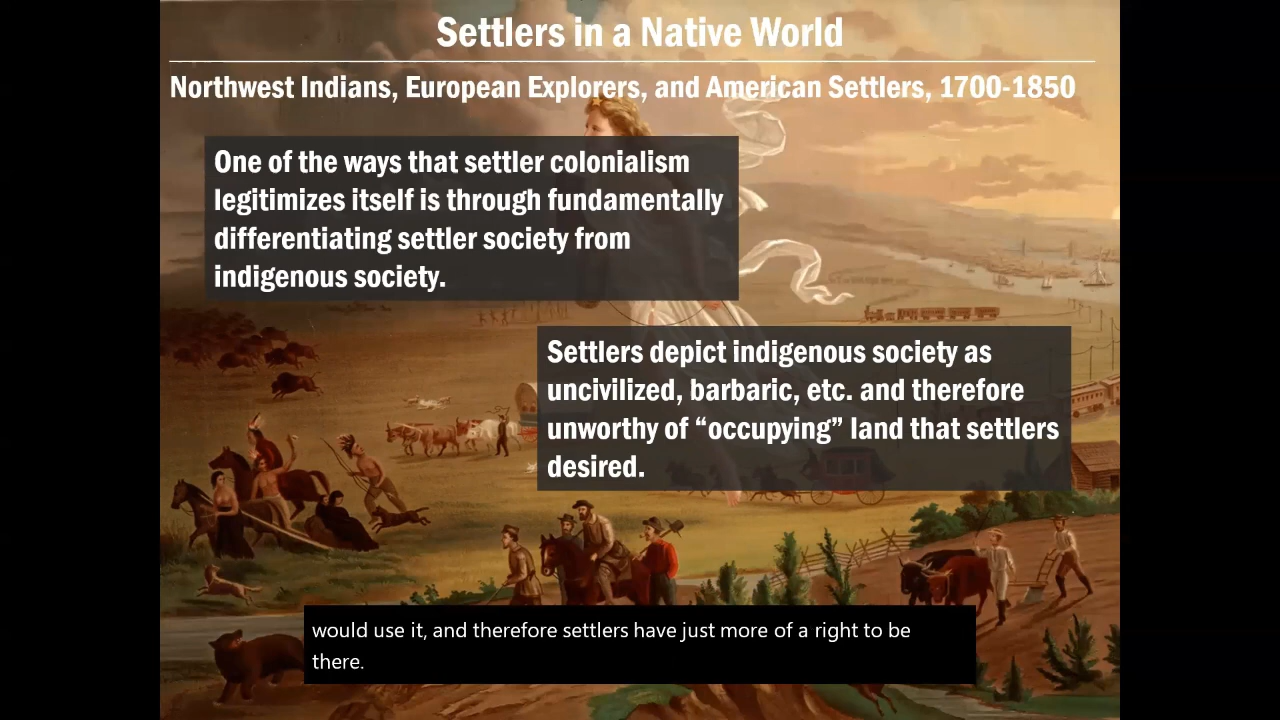 Settlers in a Native World
Northwest Indians, European Explorers, and American Settlers, 1700-1850
One of the ways that settler colonialism
legitimizes itself is through fundamentally
differentiating settler society from
indigenous society.
Settlers depict indigenous society as
uncivilized, barbaric, etc. and therefore
unworthy of “occupying” land that settlers
desired.
would use it, and therefore settlers have just more of a right to be
there.